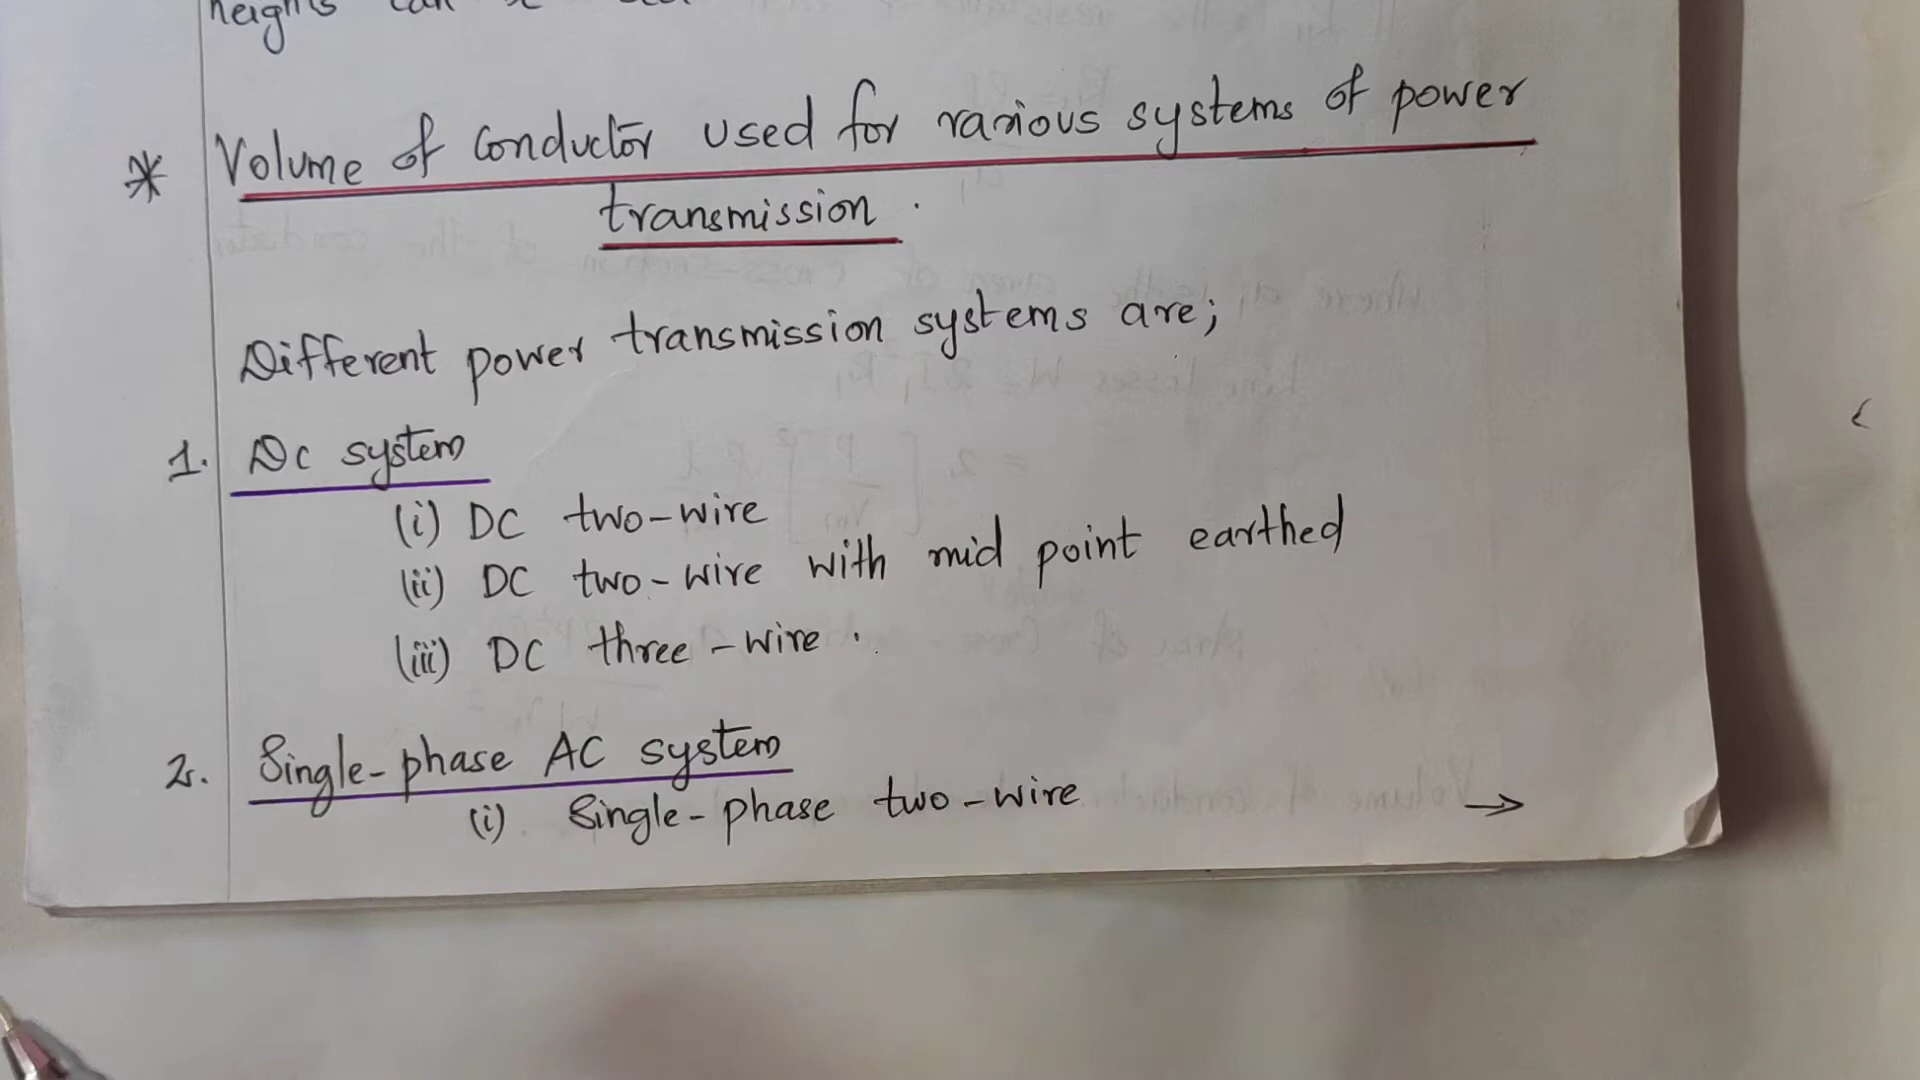 heights can
* Volume of conductor used for various systems of power
transmission.
Different power transmission systems are;
1. DC system
(i) DC two-wire
(ii) DC two-wire with mid point earthed
(iii) DC three-wire.
2. Single-phase AC system
(i) Single-phase two-wire →